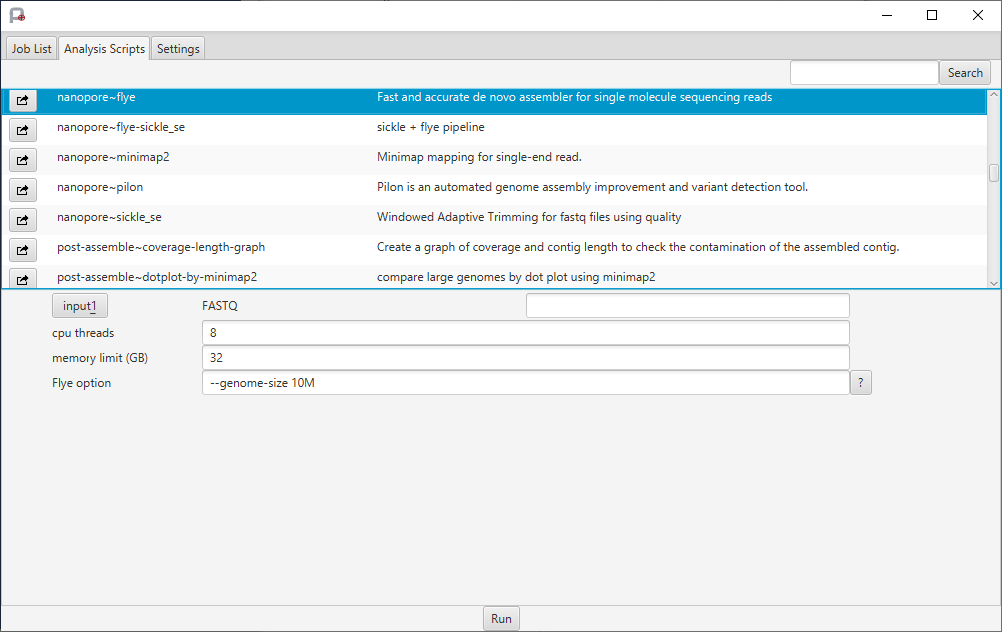 Job List Analysis Scripts Settings
Search
nanopore~flye Fast and accurate de novo assembler for single molecule sequencing reads
nanopore~flye-sickle_se sickle + flye pipeline
nanopore~minimap2 Minimap mapping for single-end read.
nanopore~pilon Pilon is an automated genome assembly improvement and variant detection tool.
nanopore~sickle_se Windowed Adaptive Trimming for fastq files using quality
post-assemble~coverage-length-graph Create a graph of coverage and contig length to check the contamination of the assembled contig.
post-assemble~dotplot-by-minimap2 compare large genomes by dot plot using minimap2
input1 FASTQ
cpu threads 8
memory limit (GB) 32
Flye option --genome-size 10M ?
Run